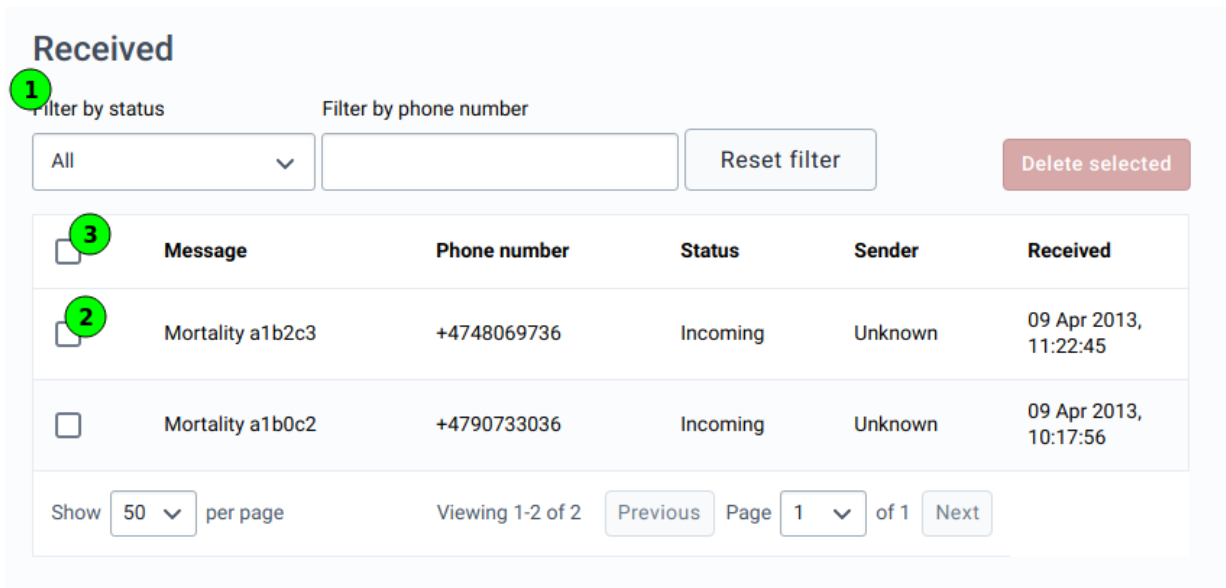 Received
1
Filter by status Filter by phone number
All Reset filter Delete selected
3
Message Phone number Status Sender Received
2
Mortality a1b2c3 +4748069736 Incoming Unknown 09 Apr 2013,
11:22:45
Mortality a1b0c2 +4790733036 Incoming Unknown 09 Apr 2013,
10:17:56
Show 50 per page Viewing 1-2 of 2 Previous Page 1 of 1 Next